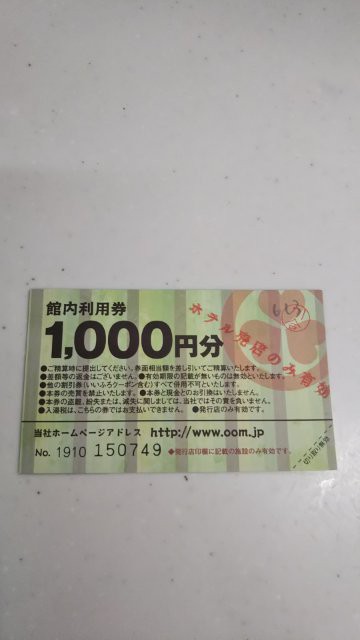 館内利用券
1,000円分
ホテル尭沼のみ有効
●ご精算時に提出してください。券面相当額を差し引いてご精算いたします。
●差額等の返金はございません。●有効期限の記載が無いものは無効といたします。
●他の割引券(いいふろクーポン含む)すべて併用不可といたします。
●本券の売買を禁止いたします。●本券と現金とのお引換はいたしません。
●本券の盗難、紛失または、滅失に関しましては、当社ではその責を負いません。
●入湯税は、こちらの券ではお支払いできません。●発行店のみ有効です。
当社ホームページアドレス http://www.oom.jp
No. 1910 150749 ●発行店印欄に記載の施設のみ有効です。
切り取り無効